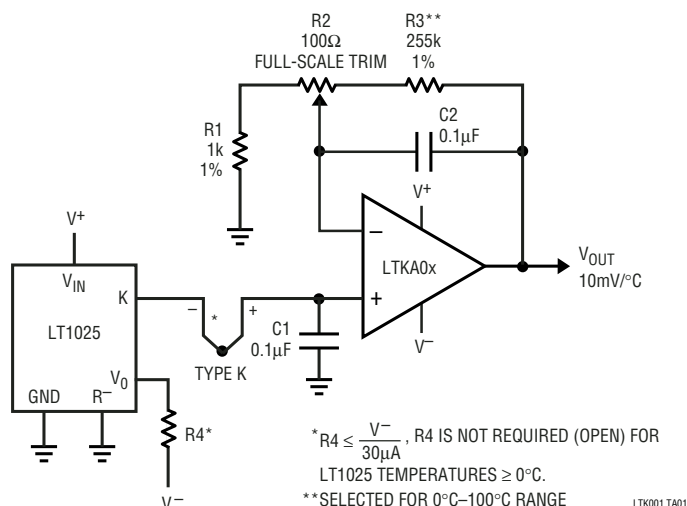 R2
100Ω
FULL-SCALE TRIM
R3**
255k
1%
R1
1k
1%
C2
0.1µF
V+
V+
VIN
K
LT1025
V0
GND
R–
R4*
V–
– * +
TYPE K
C1
0.1µF
–
+
LTKA0x
V–
VOUT
10mV/°C
*R4 ≤ V–/30µA, R4 IS NOT REQUIRED (OPEN) FOR
LT1025 TEMPERATURES ≥ 0°C.
**SELECTED FOR 0°C–100°C RANGE
LTK001 TA01